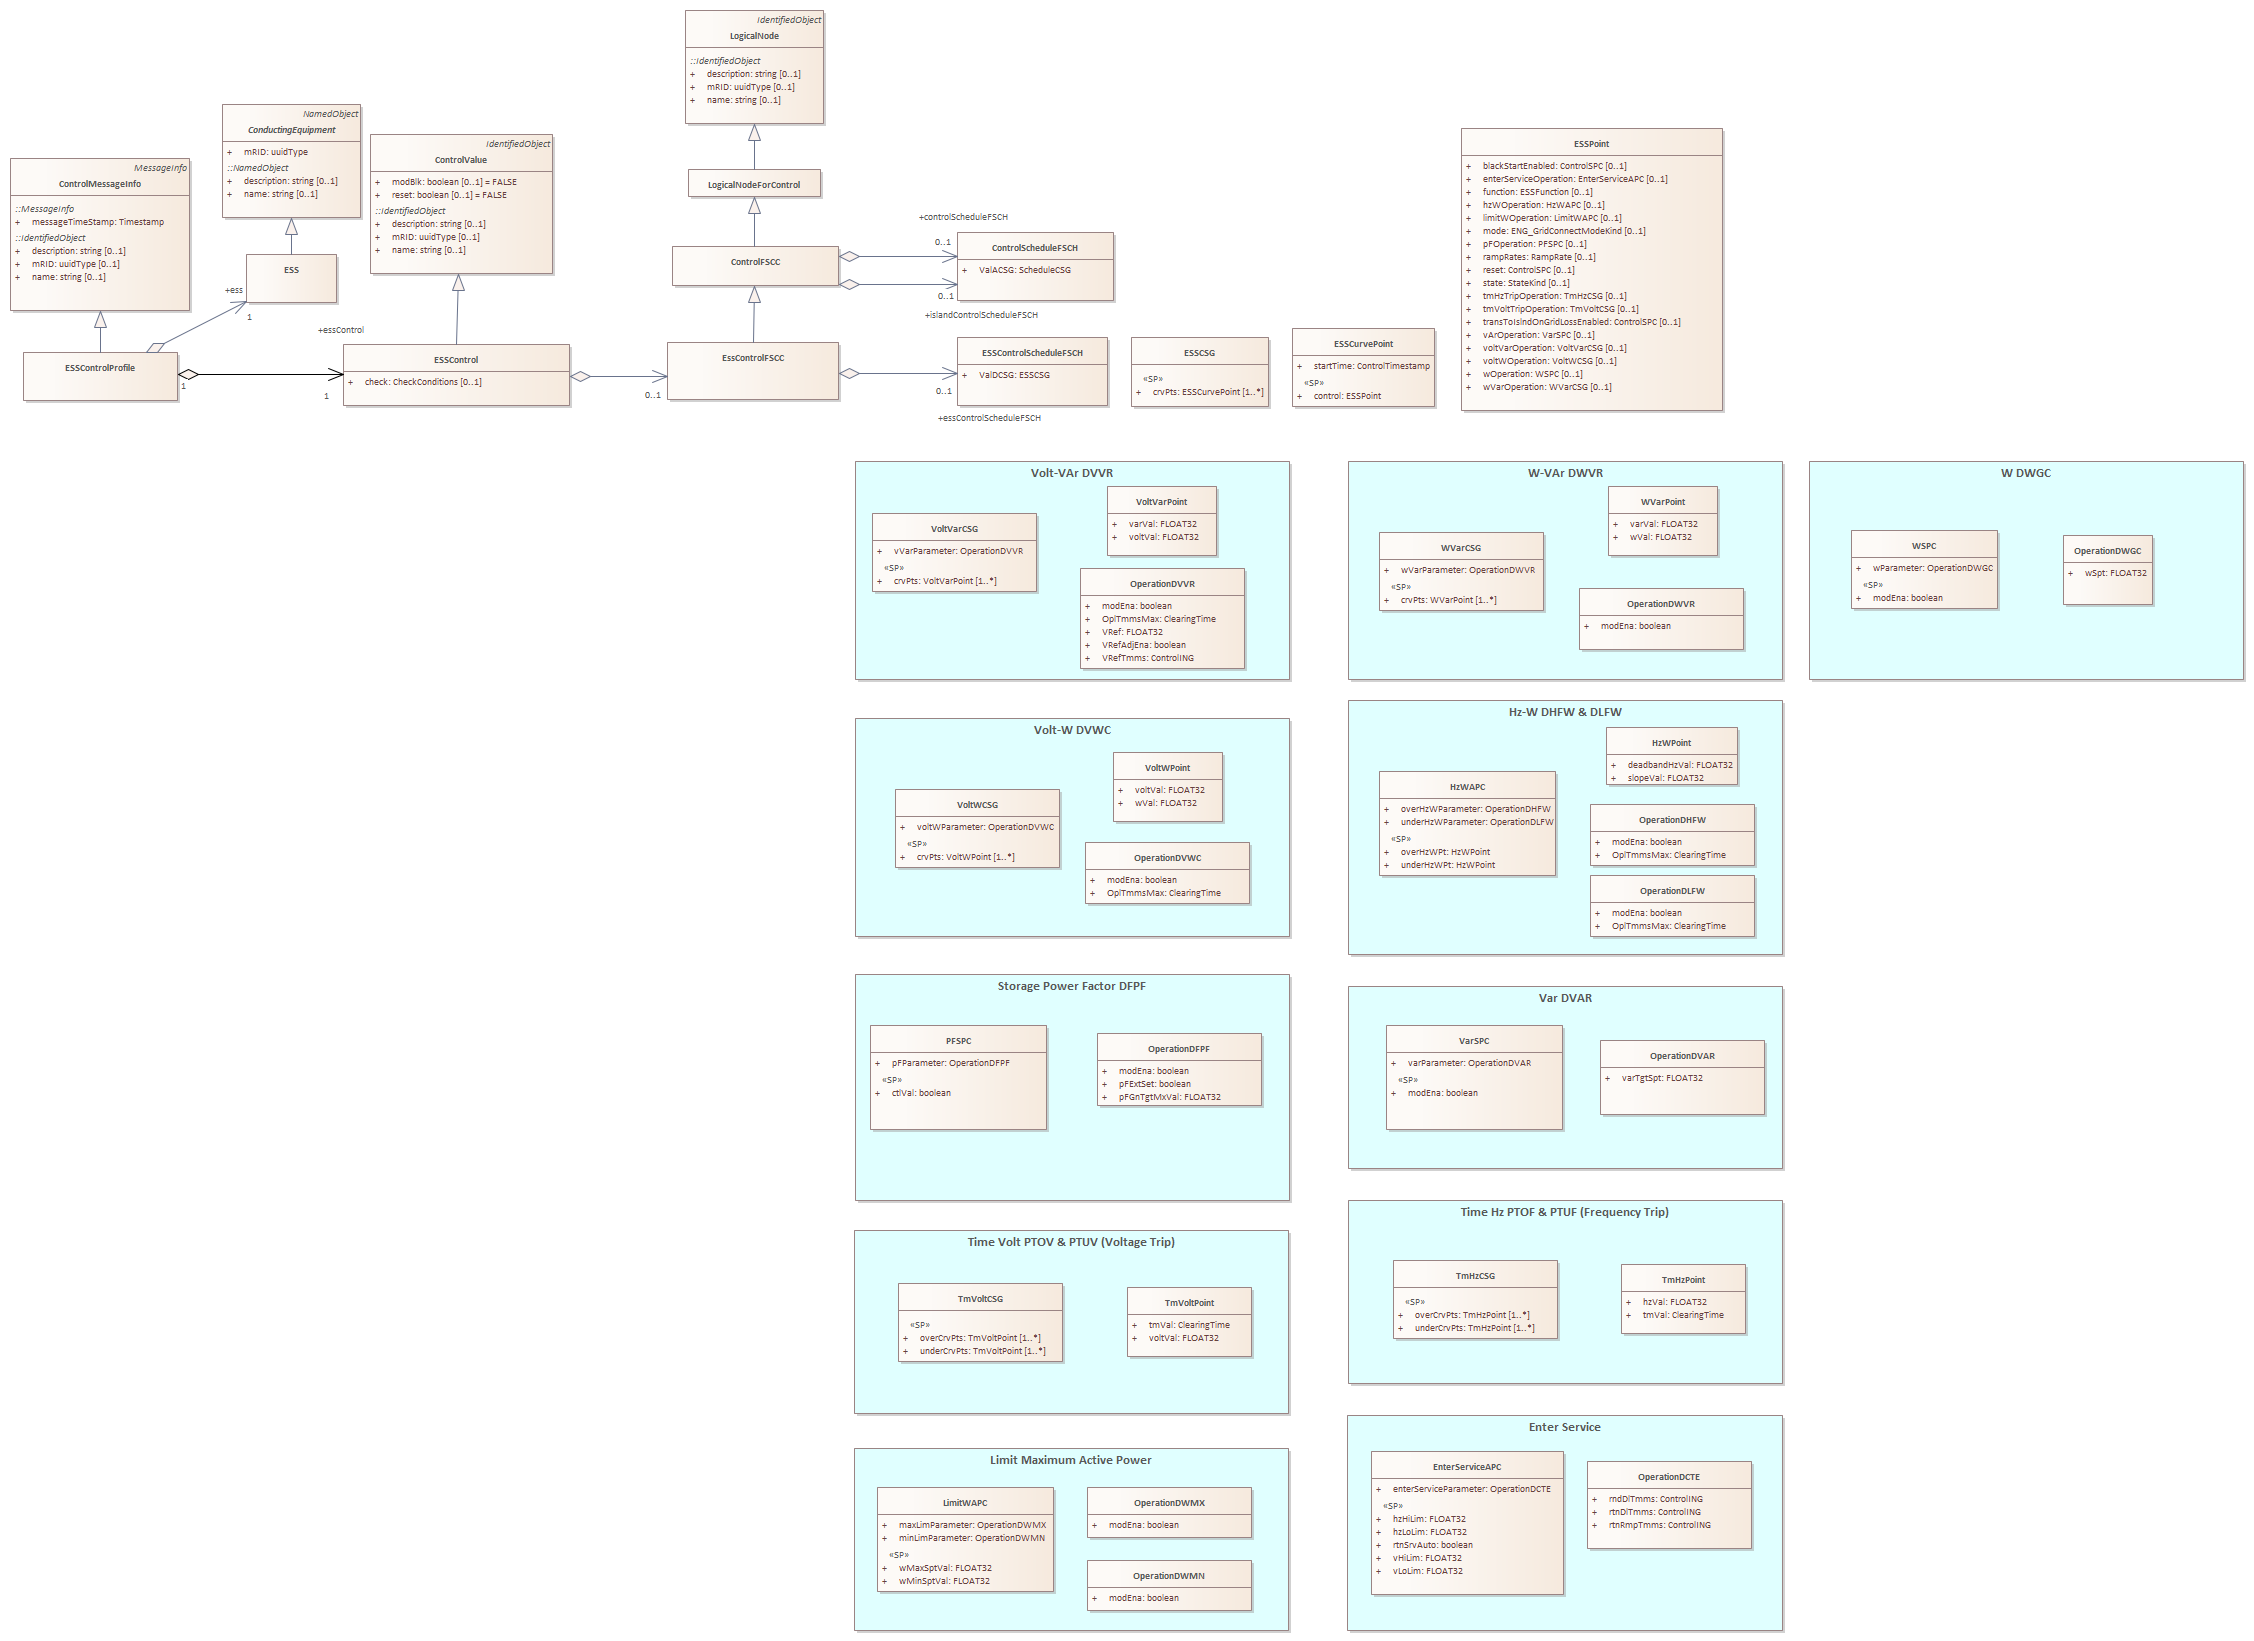 IdentifiedObject
LogicalNode
::IdentifiedObject
+ description: string [0..1]
+ mRID: uuidType [0..1]
+ name: string [0..1]
NamedObject
ConductingEquipment
+ mRID: uuidType
::NamedObject
+ description: string [0..1]
+ name: string [0..1]
IdentifiedObject
ControlValue
+ modBlk: boolean [0..1] = FALSE
+ reset: boolean [0..1] = FALSE
::IdentifiedObject
+ description: string [0..1]
+ mRID: uuidType [0..1]
+ name: string [0..1]
MessageInfo
ControlMessageInfo
::MessageInfo
+ messageTimeStamp: Timestamp
::IdentifiedObject
+ description: string [0..1]
+ mRID: uuidType [0..1]
+ name: string [0..1]
LogicalNodeForControl
ControlFSCC
+controlScheduleFSCH
0..1
ControlScheduleFSCH
+ ValACSG: ScheduleCSG
0..1
+islandControlScheduleFSCH
ESS
+ess
1
+essControl
ESSControlProfile
1
1
ESSControl
+ check: CheckConditions [0..1]
0..1
EssControlFSCC
0..1
+essControlScheduleFSCH
ESSControlScheduleFSCH
+ ValDCSG: ESSCSG
ESSCSG
«SP»
+ crvPts: ESSCurvePoint [1..*]
ESSCurvePoint
+ startTime: ControlTimestamp
«SP»
+ control: ESSPoint
ESSPoint
+ blackStartEnabled: ControlSPC [0..1]
+ enterServiceOperation: EnterServiceAPC [0..1]
+ function: ESSFunction [0..1]
+ hzWOperation: HzWAPC [0..1]
+ limitWOperation: LimitWAPC [0..1]
+ mode: ENG_GridConnectModeKind [0..1]
+ pFOperation: PFSPC [0..1]
+ rampRates: RampRate [0..1]
+ reset: ControlSPC [0..1]
+ state: StateKind [0..1]
+ tmHzTripOperation: TmHzCSG [0..1]
+ tmVoltTripOperation: TmVoltCSG [0..1]
+ transToIslndOnGridLossEnabled: ControlSPC [0..1]
+ vArOperation: VarSPC [0..1]
+ voltVarOperation: VoltVarCSG [0..1]
+ voltWOperation: VoltWCSG [0..1]
+ wOperation: WSPC [0..1]
+ wVarOperation: WVarCSG [0..1]
Volt-VAr DVVR
VoltVarCSG
+ vVarParameter: OperationDVVR
«SP»
+ crvPts: VoltVarPoint [1..*]
VoltVarPoint
+ varVal: FLOAT32
+ voltVal: FLOAT32
OperationDVVR
+ modEna: boolean
+ OplTmmsMax: ClearingTime
+ VRef: FLOAT32
+ VRefAdjEna: boolean
+ VRefTmms: ControlING
W-VAr DWVR
WVarCSG
+ wVarParameter: OperationDWVR
«SP»
+ crvPts: WVarPoint [1..*]
WVarPoint
+ varVal: FLOAT32
+ wVal: FLOAT32
OperationDWVR
+ modEna: boolean
W DWGC
WSPC
+ wParameter: OperationDWGC
«SP»
+ modEna: boolean
OperationDWGC
+ wSpt: FLOAT32
Volt-W DVWC
VoltWCSG
+ voltWParameter: OperationDVWC
«SP»
+ crvPts: VoltWPoint [1..*]
VoltWPoint
+ voltVal: FLOAT32
+ wVal: FLOAT32
OperationDVWC
+ modEna: boolean
+ OplTmmsMax: ClearingTime
Hz-W DHFW & DLFW
HzWAPC
+ overHzWParameter: OperationDHFW
+ underHzWParameter: OperationDLFW
«SP»
+ overHzWPt: HzWPoint
+ underHzWPt: HzWPoint
HzWPoint
+ deadbandHzVal: FLOAT32
+ slopeVal: FLOAT32
OperationDHFW
+ modEna: boolean
+ OplTmmsMax: ClearingTime
OperationDLFW
+ modEna: boolean
+ OplTmmsMax: ClearingTime
Storage Power Factor DFPF
PFSPC
+ pFParameter: OperationDFPF
«SP»
+ ctlVal: boolean
OperationDFPF
+ modEna: boolean
+ pFExtSet: boolean
+ pFGnTgtMxVal: FLOAT32
Var DVAR
VarSPC
+ varParameter: OperationDVAR
«SP»
+ modEna: boolean
OperationDVAR
+ varTgtSpt: FLOAT32
Time Volt PTOV & PTUV (Voltage Trip)
TmVoltCSG
«SP»
+ overCrvPts: TmVoltPoint [1..*]
+ underCrvPts: TmVoltPoint [1..*]
TmVoltPoint
+ tmVal: ClearingTime
+ voltVal: FLOAT32
Time Hz PTOF & PTUF (Frequency Trip)
TmHzCSG
«SP»
+ overCrvPts: TmHzPoint [1..*]
+ underCrvPts: TmHzPoint [1..*]
TmHzPoint
+ hzVal: FLOAT32
+ tmVal: ClearingTime
Limit Maximum Active Power
LimitWAPC
+ maxLimParameter: OperationDWMX
+ minLimParameter: OperationDWMN
«SP»
+ wMaxSptVal: FLOAT32
+ wMinSptVal: FLOAT32
OperationDWMX
+ modEna: boolean
OperationDWMN
+ modEna: boolean
Enter Service
EnterServiceAPC
+ enterServiceParameter: OperationDCTE
«SP»
+ hzHiLim: FLOAT32
+ hzLoLim: FLOAT32
+ rtnSrvAuto: boolean
+ vHiLim: FLOAT32
+ vLoLim: FLOAT32
OperationDCTE
+ rndDlTmms: ControlING
+ rtnDlTmms: ControlING
+ rtnRmpTmms: ControlING